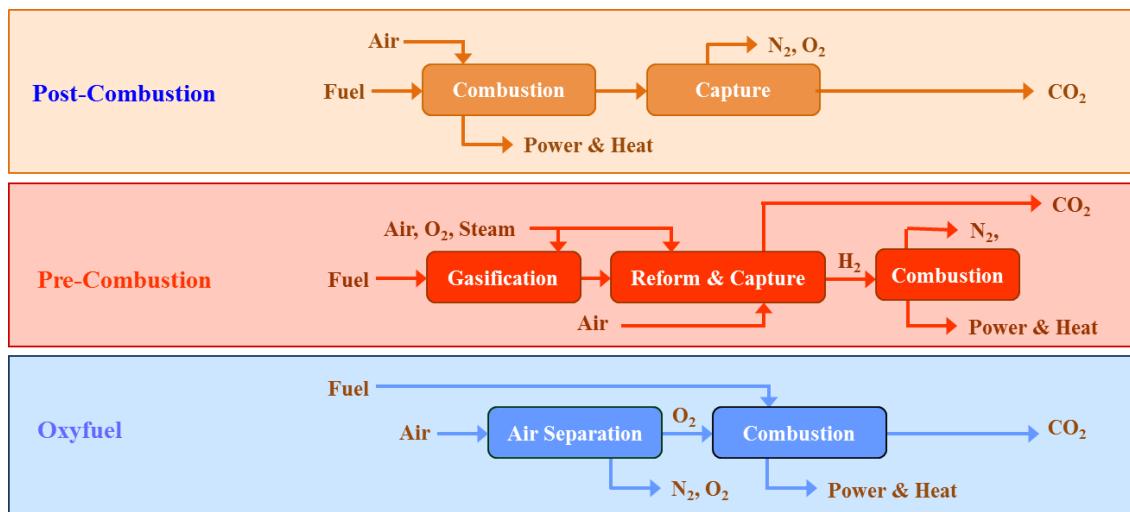 Post-Combustion
Air
Fuel
Combustion
Capture
N₂, O₂
CO₂
Power & Heat
Pre-Combustion
Air, O₂, Steam
Fuel
Gasification
Reform & Capture
Air
H₂
Combustion
CO₂
N₂,
Power & Heat
Oxyfuel
Fuel
Air
Air Separation
O₂
Combustion
CO₂
N₂, O₂
Power & Heat